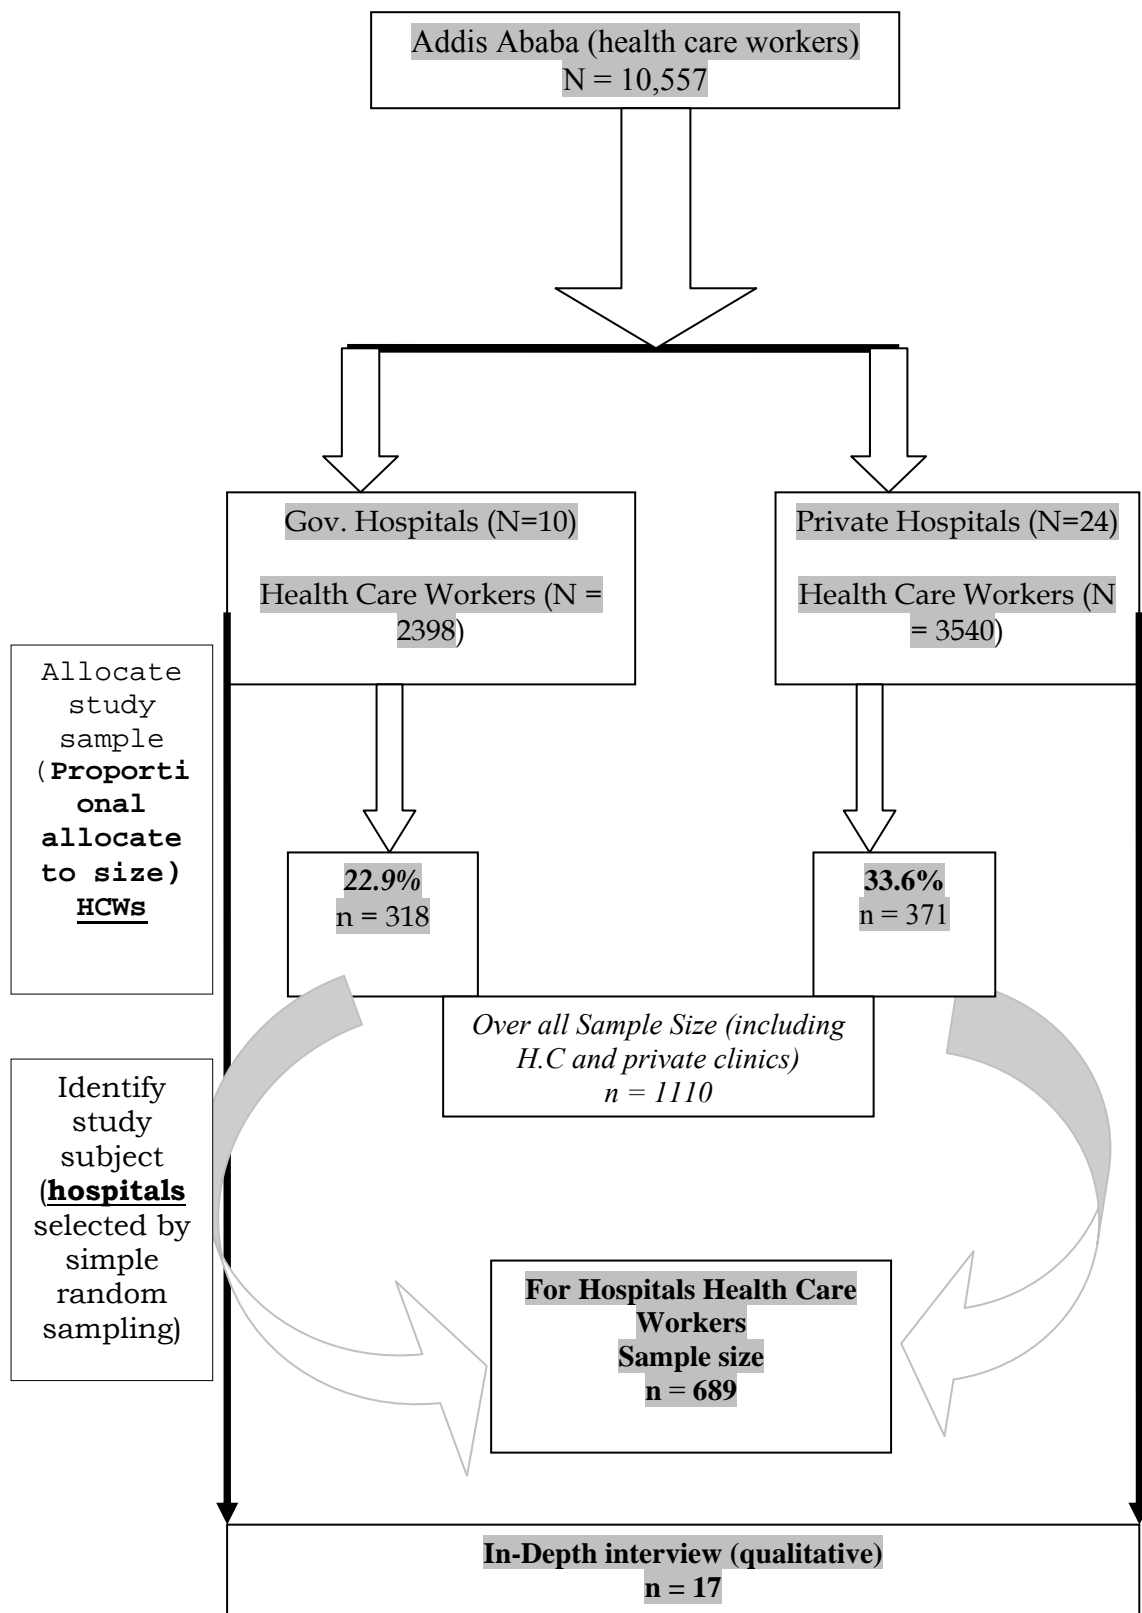 Addis Ababa (health care workers)
N = 10,557
Gov. Hospitals (N=10)
Health Care Workers (N =
2398)
Private Hospitals (N=24)
Health Care Workers (N
= 3540)
Allocate
study
sample
(Proporti
onal
allocate
to size)
HCWs
22.9%
n = 318
33.6%
n = 371
Over all Sample Size (including
H.C and private clinics)
n = 1110
Identify
study
subject
(hospitals
selected by
simple
random
sampling)
For Hospitals Health Care
Workers
Sample size
n = 689
In-Depth interview (qualitative)
n = 17